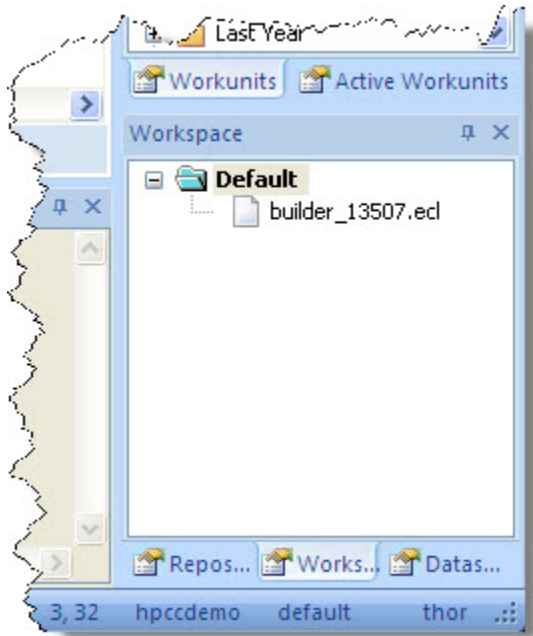 Last Year
Workunits Active Workunits
Workspace
Default
builder_13507.ecl
Repos... Works... Datas...
3, 32 hpccdemo default thor